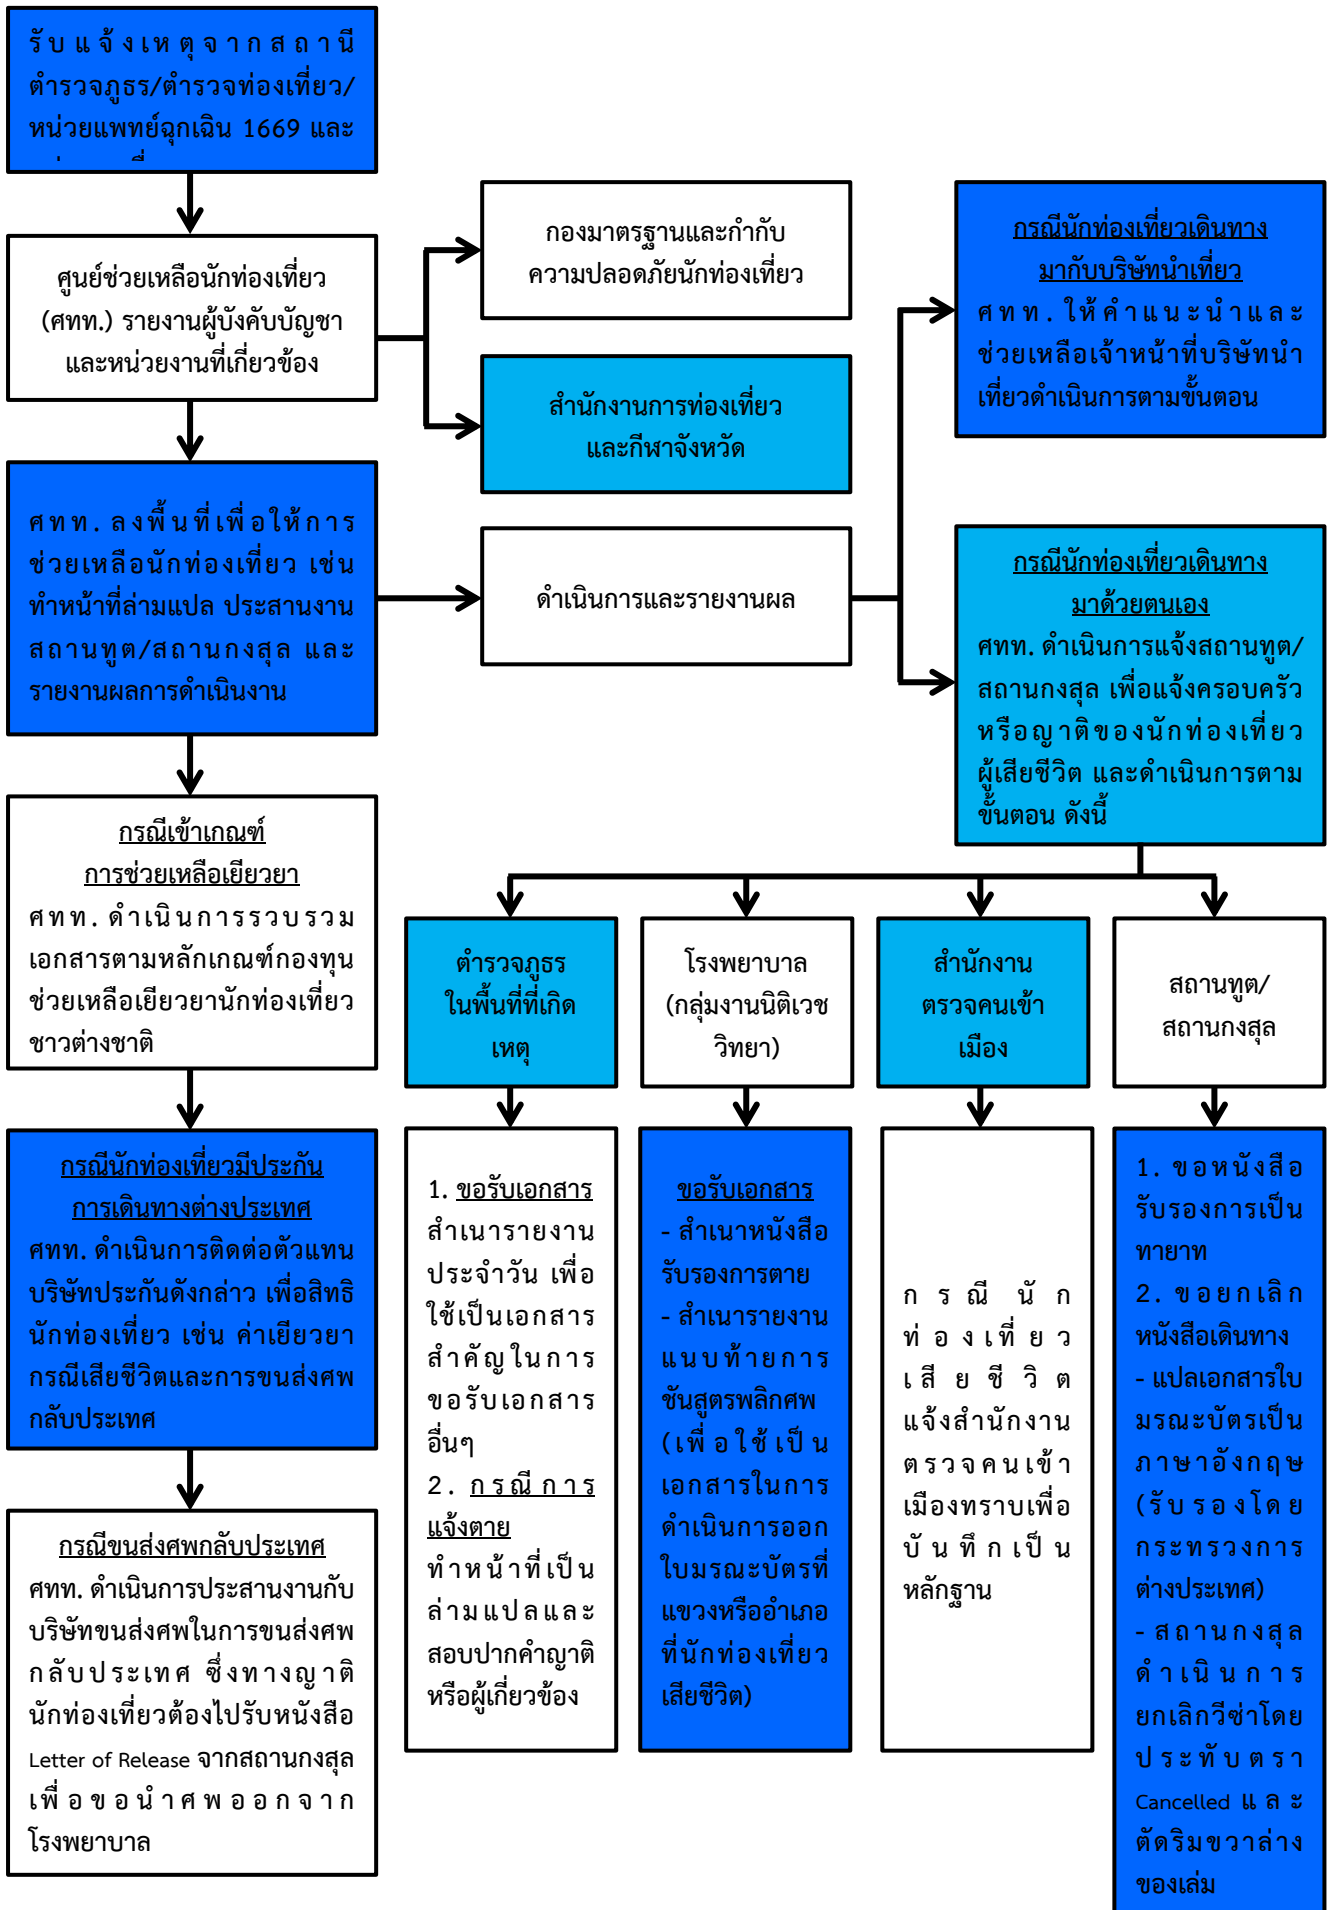 รับแจ้งเหตุจากสถานี
ตำรวจภูธร/ตำรวจท่องเที่ยว/
หน่วยแพทย์ฉุกเฉิน 1669 และ
ศูนย์ช่วยเหลือนักท่องเที่ยว
(ศทท.) รายงานผู้บังคับบัญชา
และหน่วยงานที่เกี่ยวข้อง
กองมาตรฐานและกำกับ
ความปลอดภัยนักท่องเที่ยว
สำนักงานการท่องเที่ยว
และกีฬาจังหวัด
ศทท. ลงพื้นที่เพื่อให้การ
ช่วยเหลือนักท่องเที่ยว เช่น
ทำหน้าที่ล่ามแปล ประสานงาน
สถานทูต/สถานกงสุล และ
รายงานผลการดำเนินงาน
ดำเนินการและรายงานผล
กรณีนักท่องเที่ยวเดินทาง
มากับบริษัทนำเที่ยว
ศทท. ให้คำแนะนำและ
ช่วยเหลือเจ้าหน้าที่บริษัทนำ
เที่ยวดำเนินการตามขั้นตอน
กรณีนักท่องเที่ยวเดินทาง
มาด้วยตนเอง
ศทท. ดำเนินการแจ้งสถานทูต/
สถานกงสุล เพื่อแจ้งครอบครัว
หรือญาติของนักท่องเที่ยว
ผู้เสียชีวิต และดำเนินการตาม
ขั้นตอน ดังนี้
กรณีเข้าเกณฑ์
การช่วยเหลือเยียวยา
ศทท. ดำเนินการรวบรวม
เอกสารตามหลักเกณฑ์กองทุน
ช่วยเหลือเยียวยานักท่องเที่ยว
ชาวต่างชาติ
กรณีนักท่องเที่ยวมีประกัน
การเดินทางต่างประเทศ
ศทท. ดำเนินการติดต่อตัวแทน
บริษัทประกันดังกล่าว เพื่อสิทธิ
นักท่องเที่ยว เช่น ค่าเยียวยา
กรณีเสียชีวิตและการขนส่งศพ
กลับประเทศ
กรณีขนส่งศพกลับประเทศ
ศทท. ดำเนินการประสานงานกับ
บริษัทขนส่งศพในการขนส่งศพ
กลับประเทศ ซึ่งทางญาติ
นักท่องเที่ยวต้องไปรับหนังสือ
Letter of Release จากสถานกงสุล
เพื่อขอนำศพออกจาก
โรงพยาบาล
ตำรวจภูธร
ในพื้นที่ที่เกิด
เหตุ
1. ขอรับเอกสาร
สำเนารายงาน
ประจำวัน เพื่อ
ใช้เป็นเอกสาร
สำคัญในการ
ขอรับเอกสาร
อื่นๆ
2. กรณีการ
แจ้งตาย
ทำหน้าที่เป็น
ล่ามแปลและ
สอบปากคำญาติ
หรือผู้เกี่ยวข้อง
โรงพยาบาล
(กลุ่มงานนิติเวช
วิทยา)
ขอรับเอกสาร
- สำเนาหนังสือ
รับรองการตาย
- สำเนารายงาน
แนบท้ายการ
ชันสูตรพลิกศพ
(เพื่อใช้เป็น
เอกสารในการ
ดำเนินการออก
ใบมรณะบัตรที่
แขวงหรืออำเภอ
ที่นักท่องเที่ยว
เสียชีวิต)
สำนักงาน
ตรวจคนเข้า
เมือง
กรณีนัก
ท่องเที่ยว
เสียชีวิต
แจ้งสำนักงาน
ตรวจคนเข้า
เมืองทราบเพื่อ
บันทึกเป็น
หลักฐาน
สถานทูต/
สถานกงสุล
1. ขอหนังสือ
รับรองการเป็น
ทายาท
2. ขอยกเลิก
หนังสือเดินทาง
- แปลเอกสารใบ
มรณะบัตรเป็น
ภาษาอังกฤษ
(รับรองโดย
กระทรวงการ
ต่างประเทศ)
- สถานกงสุล
ดำเนินการ
ยกเลิกวีซ่าโดย
ประทับตรา
Cancelled และ
ตัดริมขวาล่าง
ของเล่ม